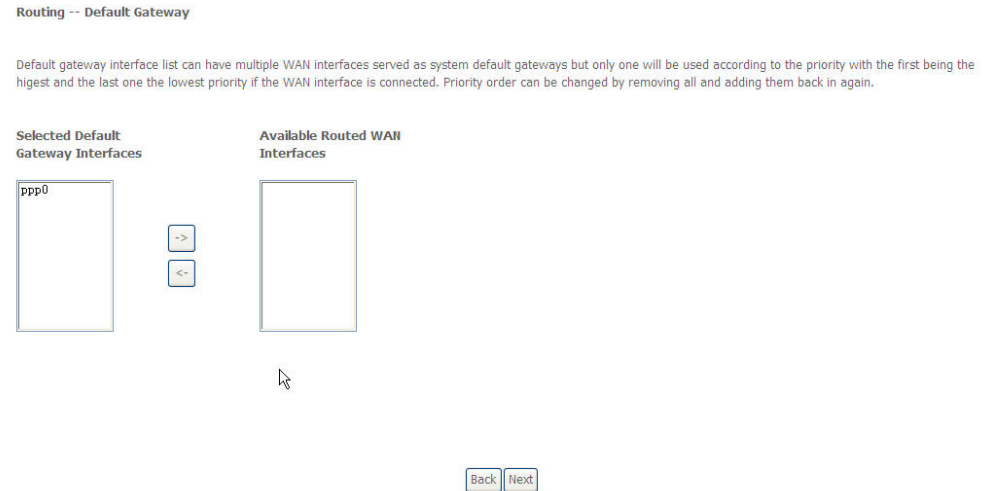 Routing -- Default Gateway
Default gateway interface list can have multiple WAN interfaces served as system default gateways but only one will be used according to the priority with the first being the
higest and the last one the lowest priority if the WAN interface is connected. Priority order can be changed by removing all and adding them back in again.
Selected Default
Gateway Interfaces
Available Routed WAN
Interfaces
ppp0
->
<-
Back Next